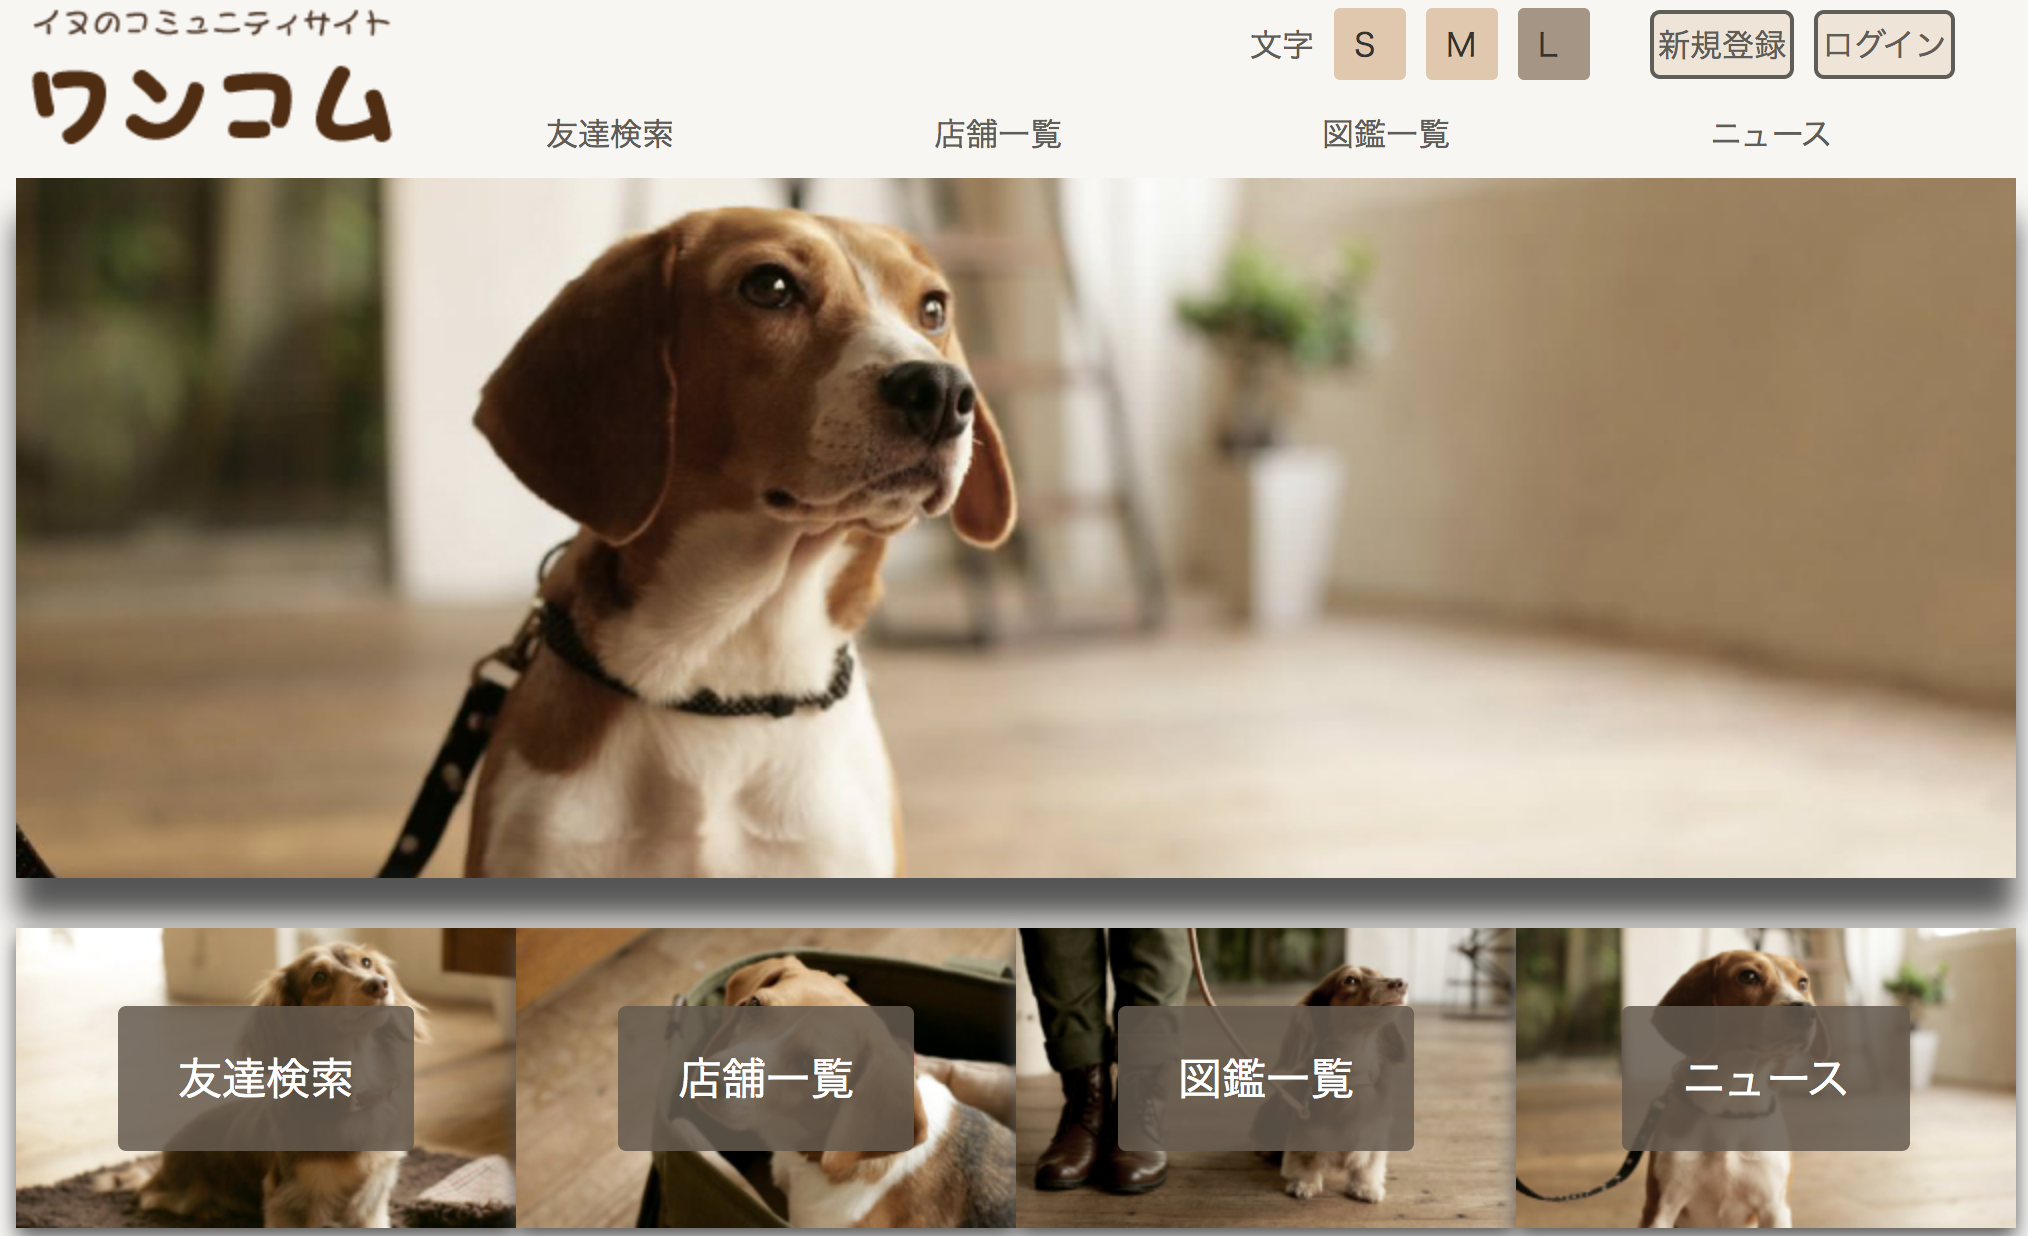 イヌのコミュニティサイト
ワンコム
文字 S M L 新規登録 ログイン
友達検索 店舗一覧 図鑑一覧 ニュース
友達検索 店舗一覧 図鑑一覧 ニュース